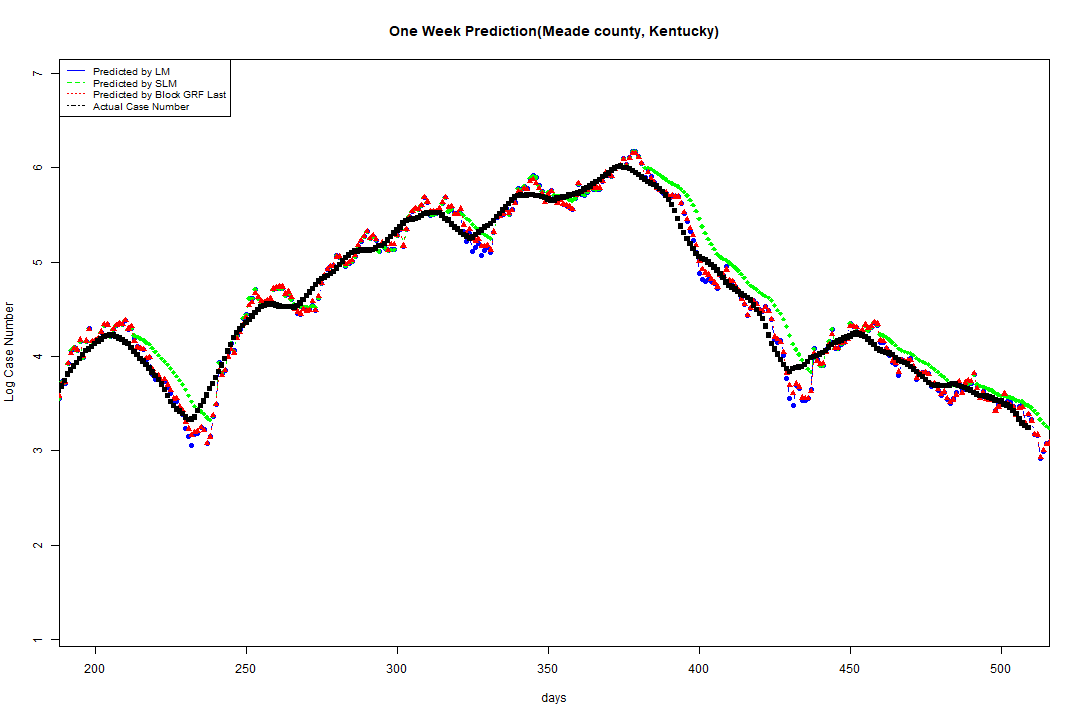 One Week Prediction(Meade county, Kentucky)
Predicted by LM
Predicted by SLM
Predicted by Block GRF Last
Actual Case Number
7
6
5
4
3
2
1
Log Case Number
200 250 300 350 400 450 500
days